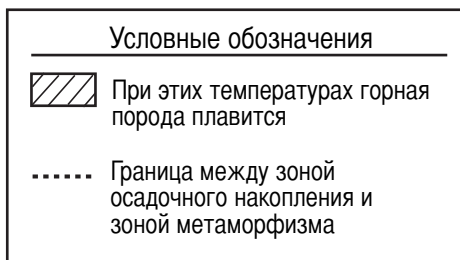 Условные обозначения
При этих температурах горная
порода плавится
Граница между зоной
осадочного накопления и
зоной метаморфизма